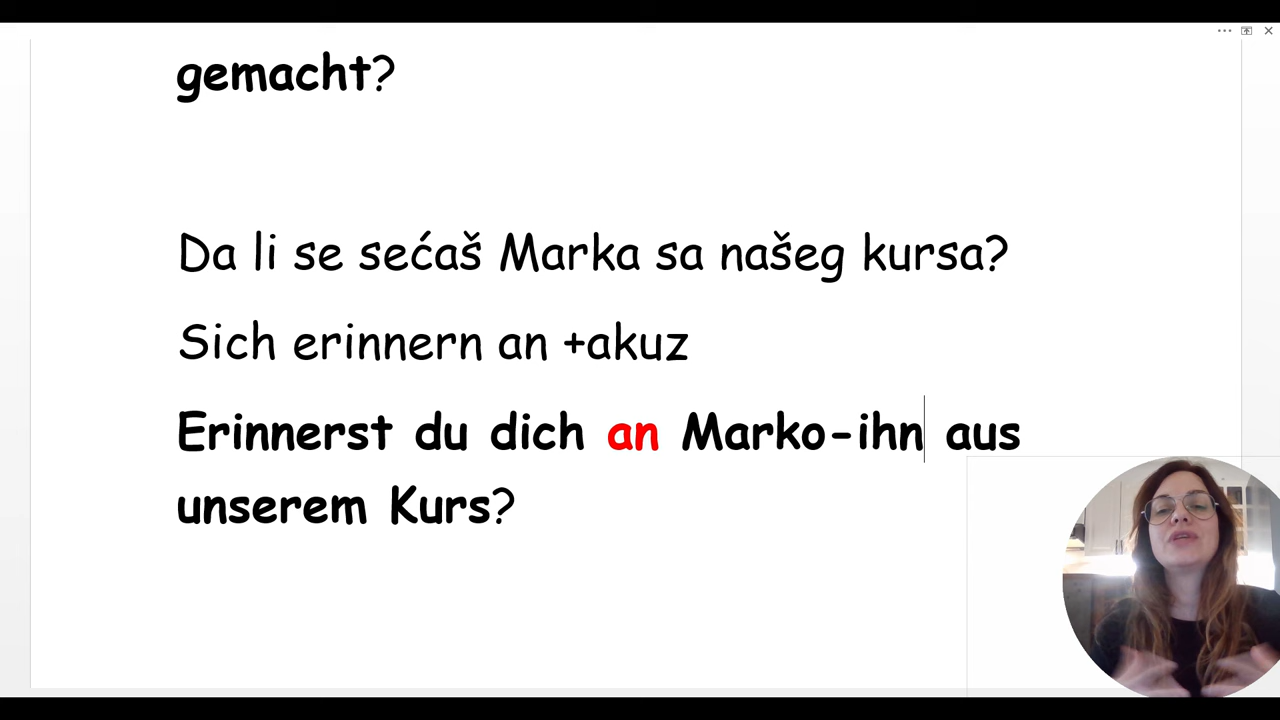 gemacht?
Da li se sećaš Marka sa našeg kursa?
Sich erinnern an +akuz
Erinnerst du dich an Marko-ihn aus
unserem Kurs?